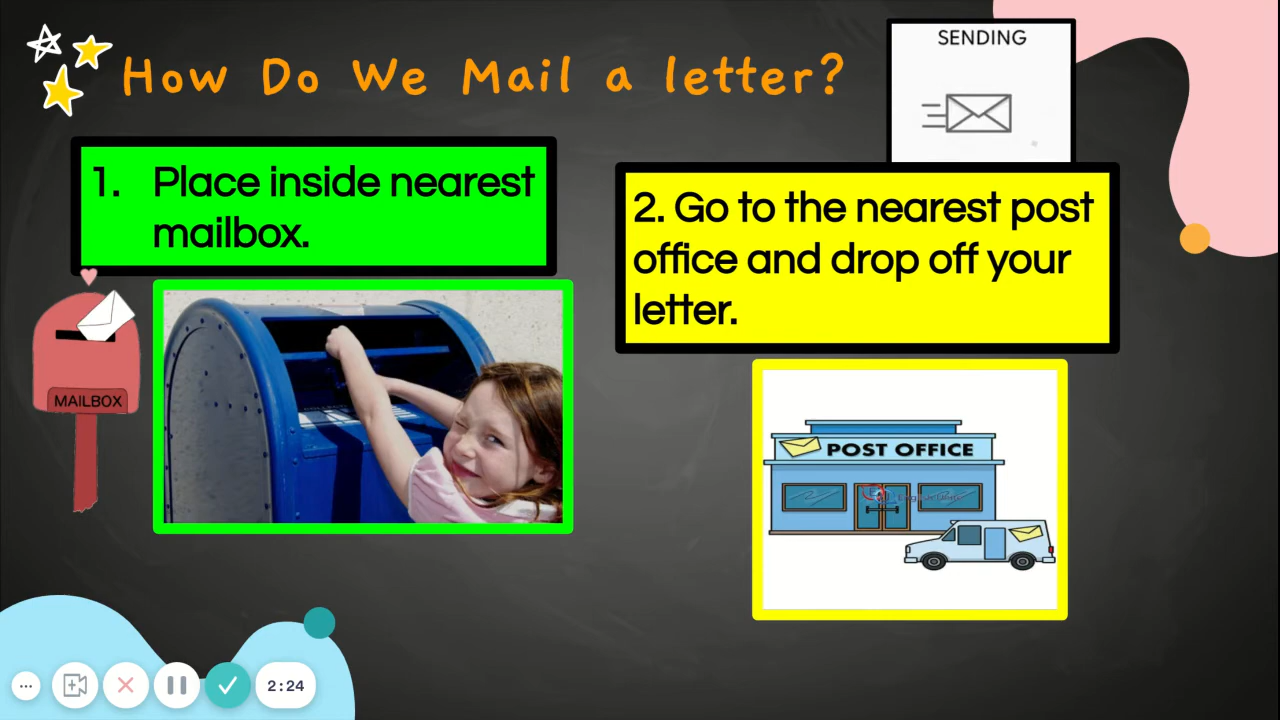 How Do We Mail a letter?
SENDING
1. Place inside nearest
mailbox.
2. Go to the nearest post
office and drop off your
letter.
MAILBOX
POST OFFICE
2:24